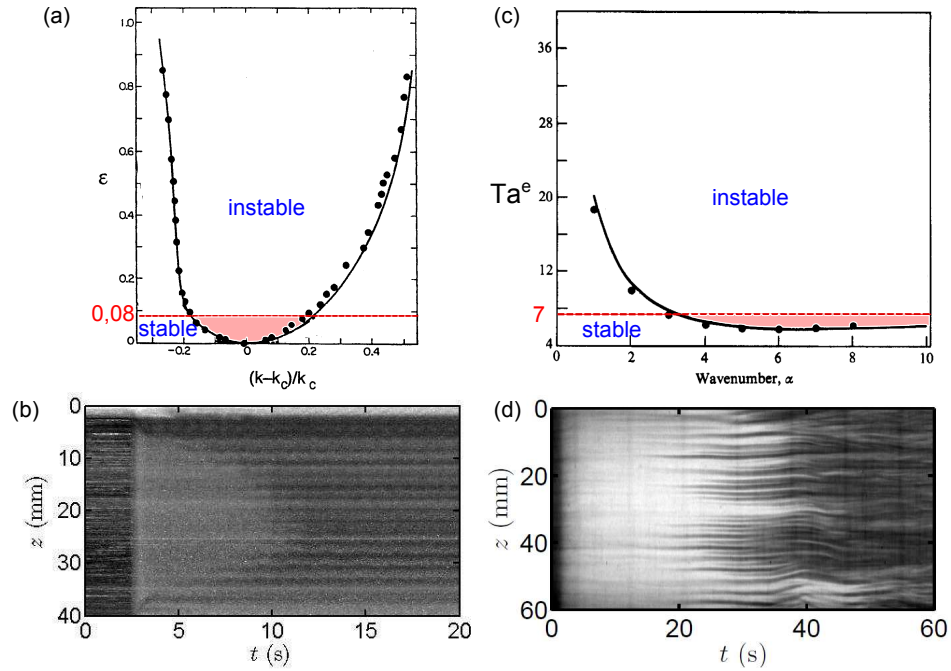 (a)
1.0
0.8
0.6
ε
0.4
0.2
0,08
0.1
0
instable
stable
−0.2
0.0
0.2
0.4
(k−k_c)/k_c
(c)
36
28
Ta^e
20
12
7
4
instable
stable
2
4
6
8
10
Wavenumber, α
(b)
0
10
20
30
40
z (mm)
0
5
10
15
20
t (s)
(d)
0
20
40
60
z (mm)
0
20
40
60
t (s)